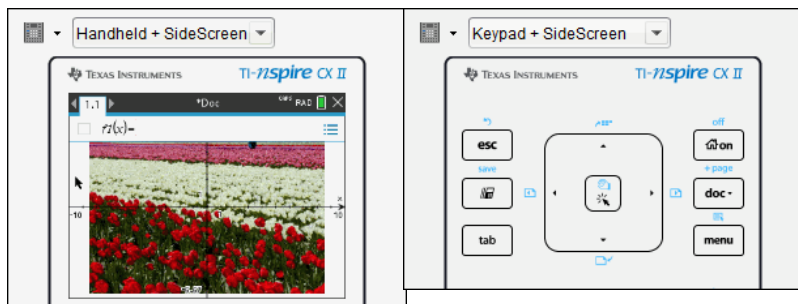 Handheld + SideScreen
TEXAS INSTRUMENTS TI-nspire CX II
1.1 *Doc RAD
f1(x)=
x
-10 10
Keypad + SideScreen
TEXAS INSTRUMENTS TI-nspire CX II
off
esc on
save + page
doc
tab menu